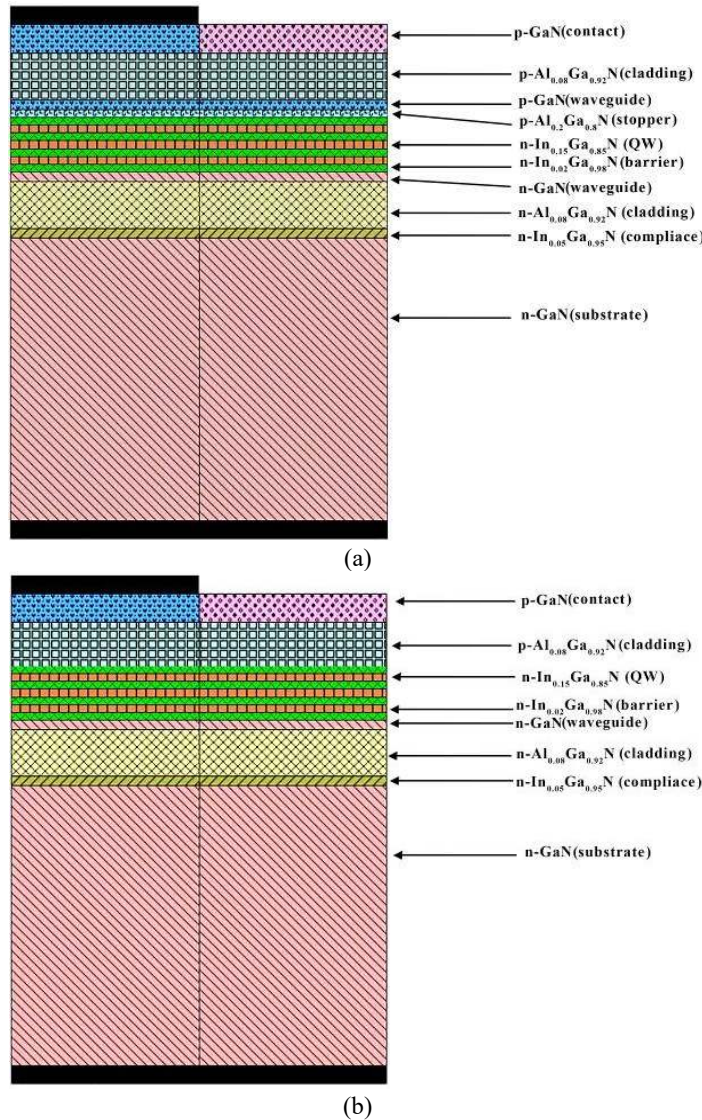 p-GaN(contact)
p-Al0.08Ga0.92N(cladding)
p-GaN(waveguide)
p-Al0.2Ga0.8N(stopper)
n-In0.15Ga0.85N (QW)
n-In0.02Ga0.98N(barrier)
n-GaN(waveguide)
n-Al0.08Ga0.92N (cladding)
n-In0.05Ga0.95N (compliace)
n-GaN(substrate)
(a)
p-GaN(contact)
p-Al0.08Ga0.92N (cladding)
n-In0.15Ga0.85N (QW)
n-In0.02Ga0.98N(barrier)
n-GaN(waveguide)
n-Al0.08Ga0.92N (cladding)
n-In0.05Ga0.95N (compliace)
n-GaN(substrate)
(b)